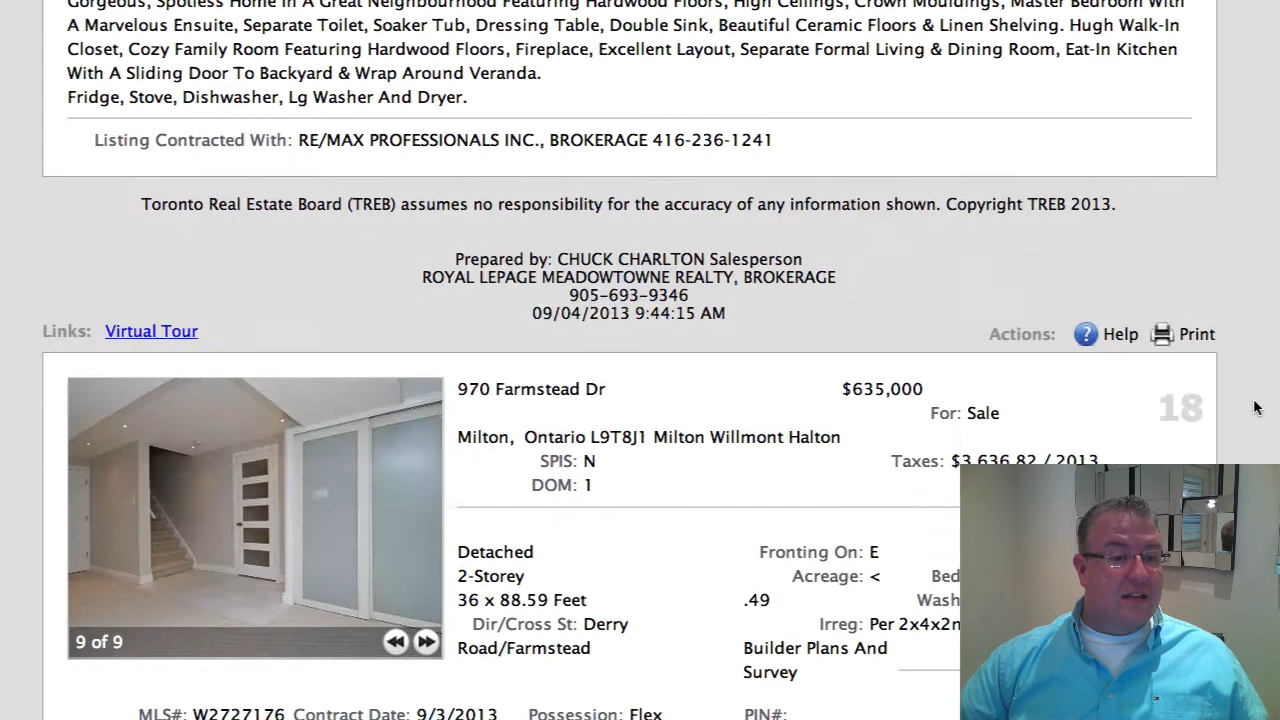 Gorgeous, Spotless Home In A Great Neighbourhood Featuring Hardwood Floors, High Ceilings, Crown Mouldings, Master Bedroom With
A Marvelous Ensuite, Separate Toilet, Soaker Tub, Dressing Table, Double Sink, Beautiful Ceramic Floors & Linen Shelving. Hugh Walk-In
Closet, Cozy Family Room Featuring Hardwood Floors, Fireplace, Excellent Layout, Separate Formal Living & Dining Room, Eat-In Kitchen
With A Sliding Door To Backyard & Wrap Around Veranda.
Fridge, Stove, Dishwasher, Lg Washer And Dryer.
Listing Contracted With: RE/MAX PROFESSIONALS INC., BROKERAGE 416-236-1241
Toronto Real Estate Board (TREB) assumes no responsibility for the accuracy of any information shown. Copyright TREB 2013.
Prepared by: CHUCK CHARLTON Salesperson
ROYAL LEPAGE MEADOWTOWNE REALTY, BROKERAGE
905-693-9346
09/04/2013 9:44:15 AM
Links: Virtual Tour Actions: ? Help Print
970 Farmstead Dr $635,000
For: Sale 18
Milton, Ontario L9T8J1 Milton Willmont Halton
SPIS: N Taxes: $3,636.82 / 2013
DOM: 1
Detached Fronting On: E
2-Storey Acreage: < Bed
36 x 88.59 Feet .49 Wash
Dir/Cross St: Derry Irreg: Per 2x4x2n
Road/Farmstead Builder Plans And
Survey
9 of 9
MLS#: W2727176 Contract Date: 9/3/2013 Possession: Flex PIN#: